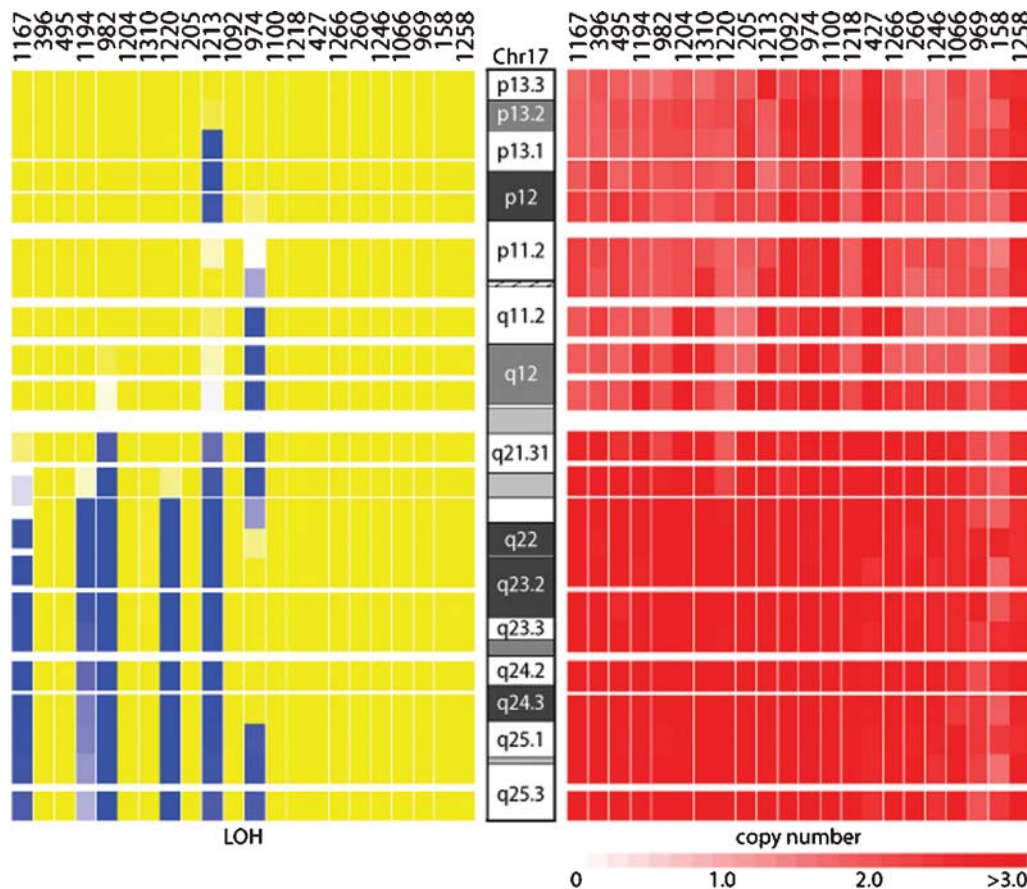 1167 396 495 1194 982 1204 1310 1220 205 1213 1092 974 1100 1218 427 1266 260 1246 1066 969 158 1258
Chr17
1167 396 495 1194 982 1204 1310 1220 205 1213 1092 974 1100 1218 427 1266 260 1246 1066 969 158 1258
p13.3
p13.2
p13.1
p12
p11.2
q11.2
q12
q21.31
q22
q23.2
q23.3
q24.2
q24.3
q25.1
q25.3
LOH
copy number
0 1.0 2.0 >3.0